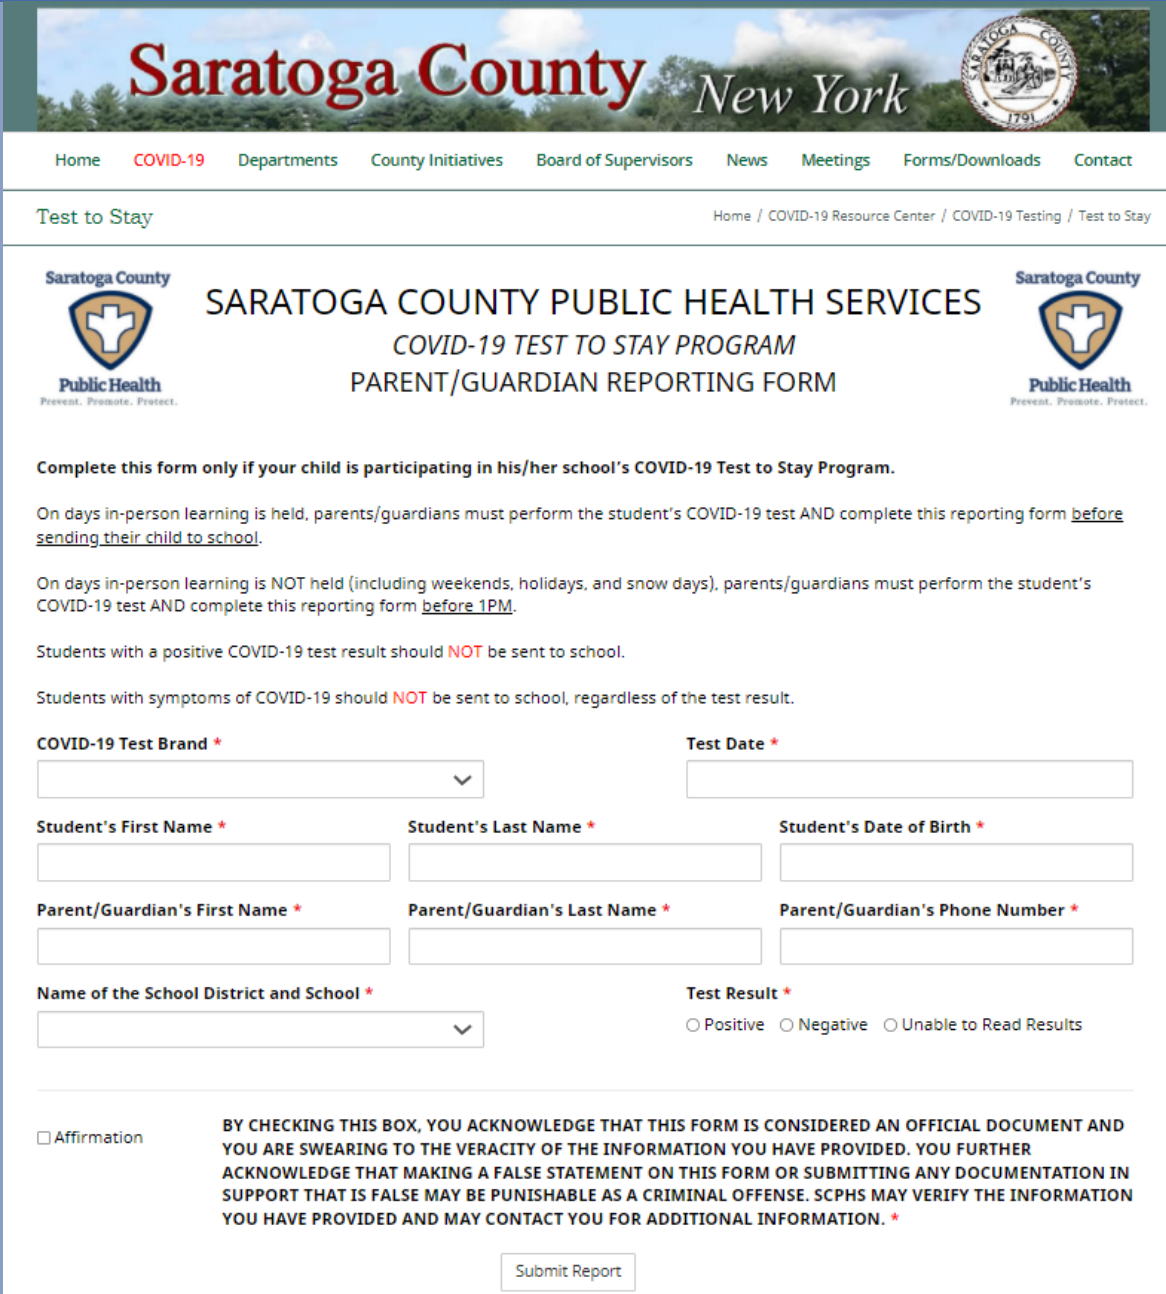 Saratoga County New York
SARATOGA COUNTY
1791
Home COVID-19 Departments County Initiatives Board of Supervisors News Meetings Forms/Downloads Contact
Test to Stay
Home / COVID-19 Resource Center / COVID-19 Testing / Test to Stay
Saratoga County
Public Health
Prevent. Promote. Protect.
SARATOGA COUNTY PUBLIC HEALTH SERVICES
COVID-19 TEST TO STAY PROGRAM
PARENT/GUARDIAN REPORTING FORM
Saratoga County
Public Health
Prevent. Promote. Protect.
Complete this form only if your child is participating in his/her school's COVID-19 Test to Stay Program.
On days in-person learning is held, parents/guardians must perform the student's COVID-19 test AND complete this reporting form before
sending their child to school.
On days in-person learning is NOT held (including weekends, holidays, and snow days), parents/guardians must perform the student's
COVID-19 test AND complete this reporting form before 1PM.
Students with a positive COVID-19 test result should NOT be sent to school.
Students with symptoms of COVID-19 should NOT be sent to school, regardless of the test result.
COVID-19 Test Brand * Test Date *
Student's First Name * Student's Last Name * Student's Date of Birth *
Parent/Guardian's First Name * Parent/Guardian's Last Name * Parent/Guardian's Phone Number *
Name of the School District and School * Test Result *
Positive Negative Unable to Read Results
Affirmation
BY CHECKING THIS BOX, YOU ACKNOWLEDGE THAT THIS FORM IS CONSIDERED AN OFFICIAL DOCUMENT AND
YOU ARE SWEARING TO THE VERACITY OF THE INFORMATION YOU HAVE PROVIDED. YOU FURTHER
ACKNOWLEDGE THAT MAKING A FALSE STATEMENT ON THIS FORM OR SUBMITTING ANY DOCUMENTATION IN
SUPPORT THAT IS FALSE MAY BE PUNISHABLE AS A CRIMINAL OFFENSE. SCPHS MAY VERIFY THE INFORMATION
YOU HAVE PROVIDED AND MAY CONTACT YOU FOR ADDITIONAL INFORMATION. *
Submit Report